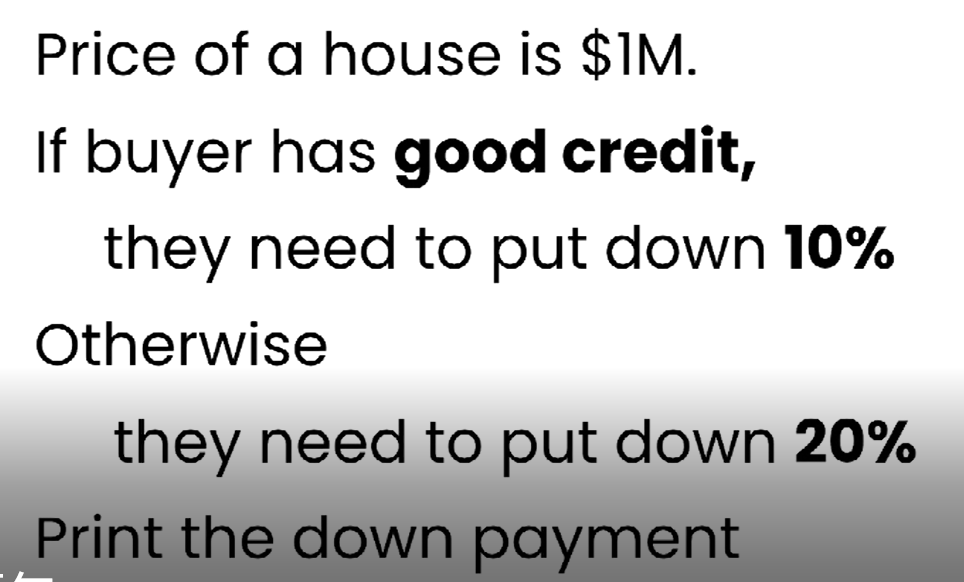 Price of a house is $1M.
If buyer has good credit,
they need to put down 10%
Otherwise
they need to put down 20%
Print the down payment